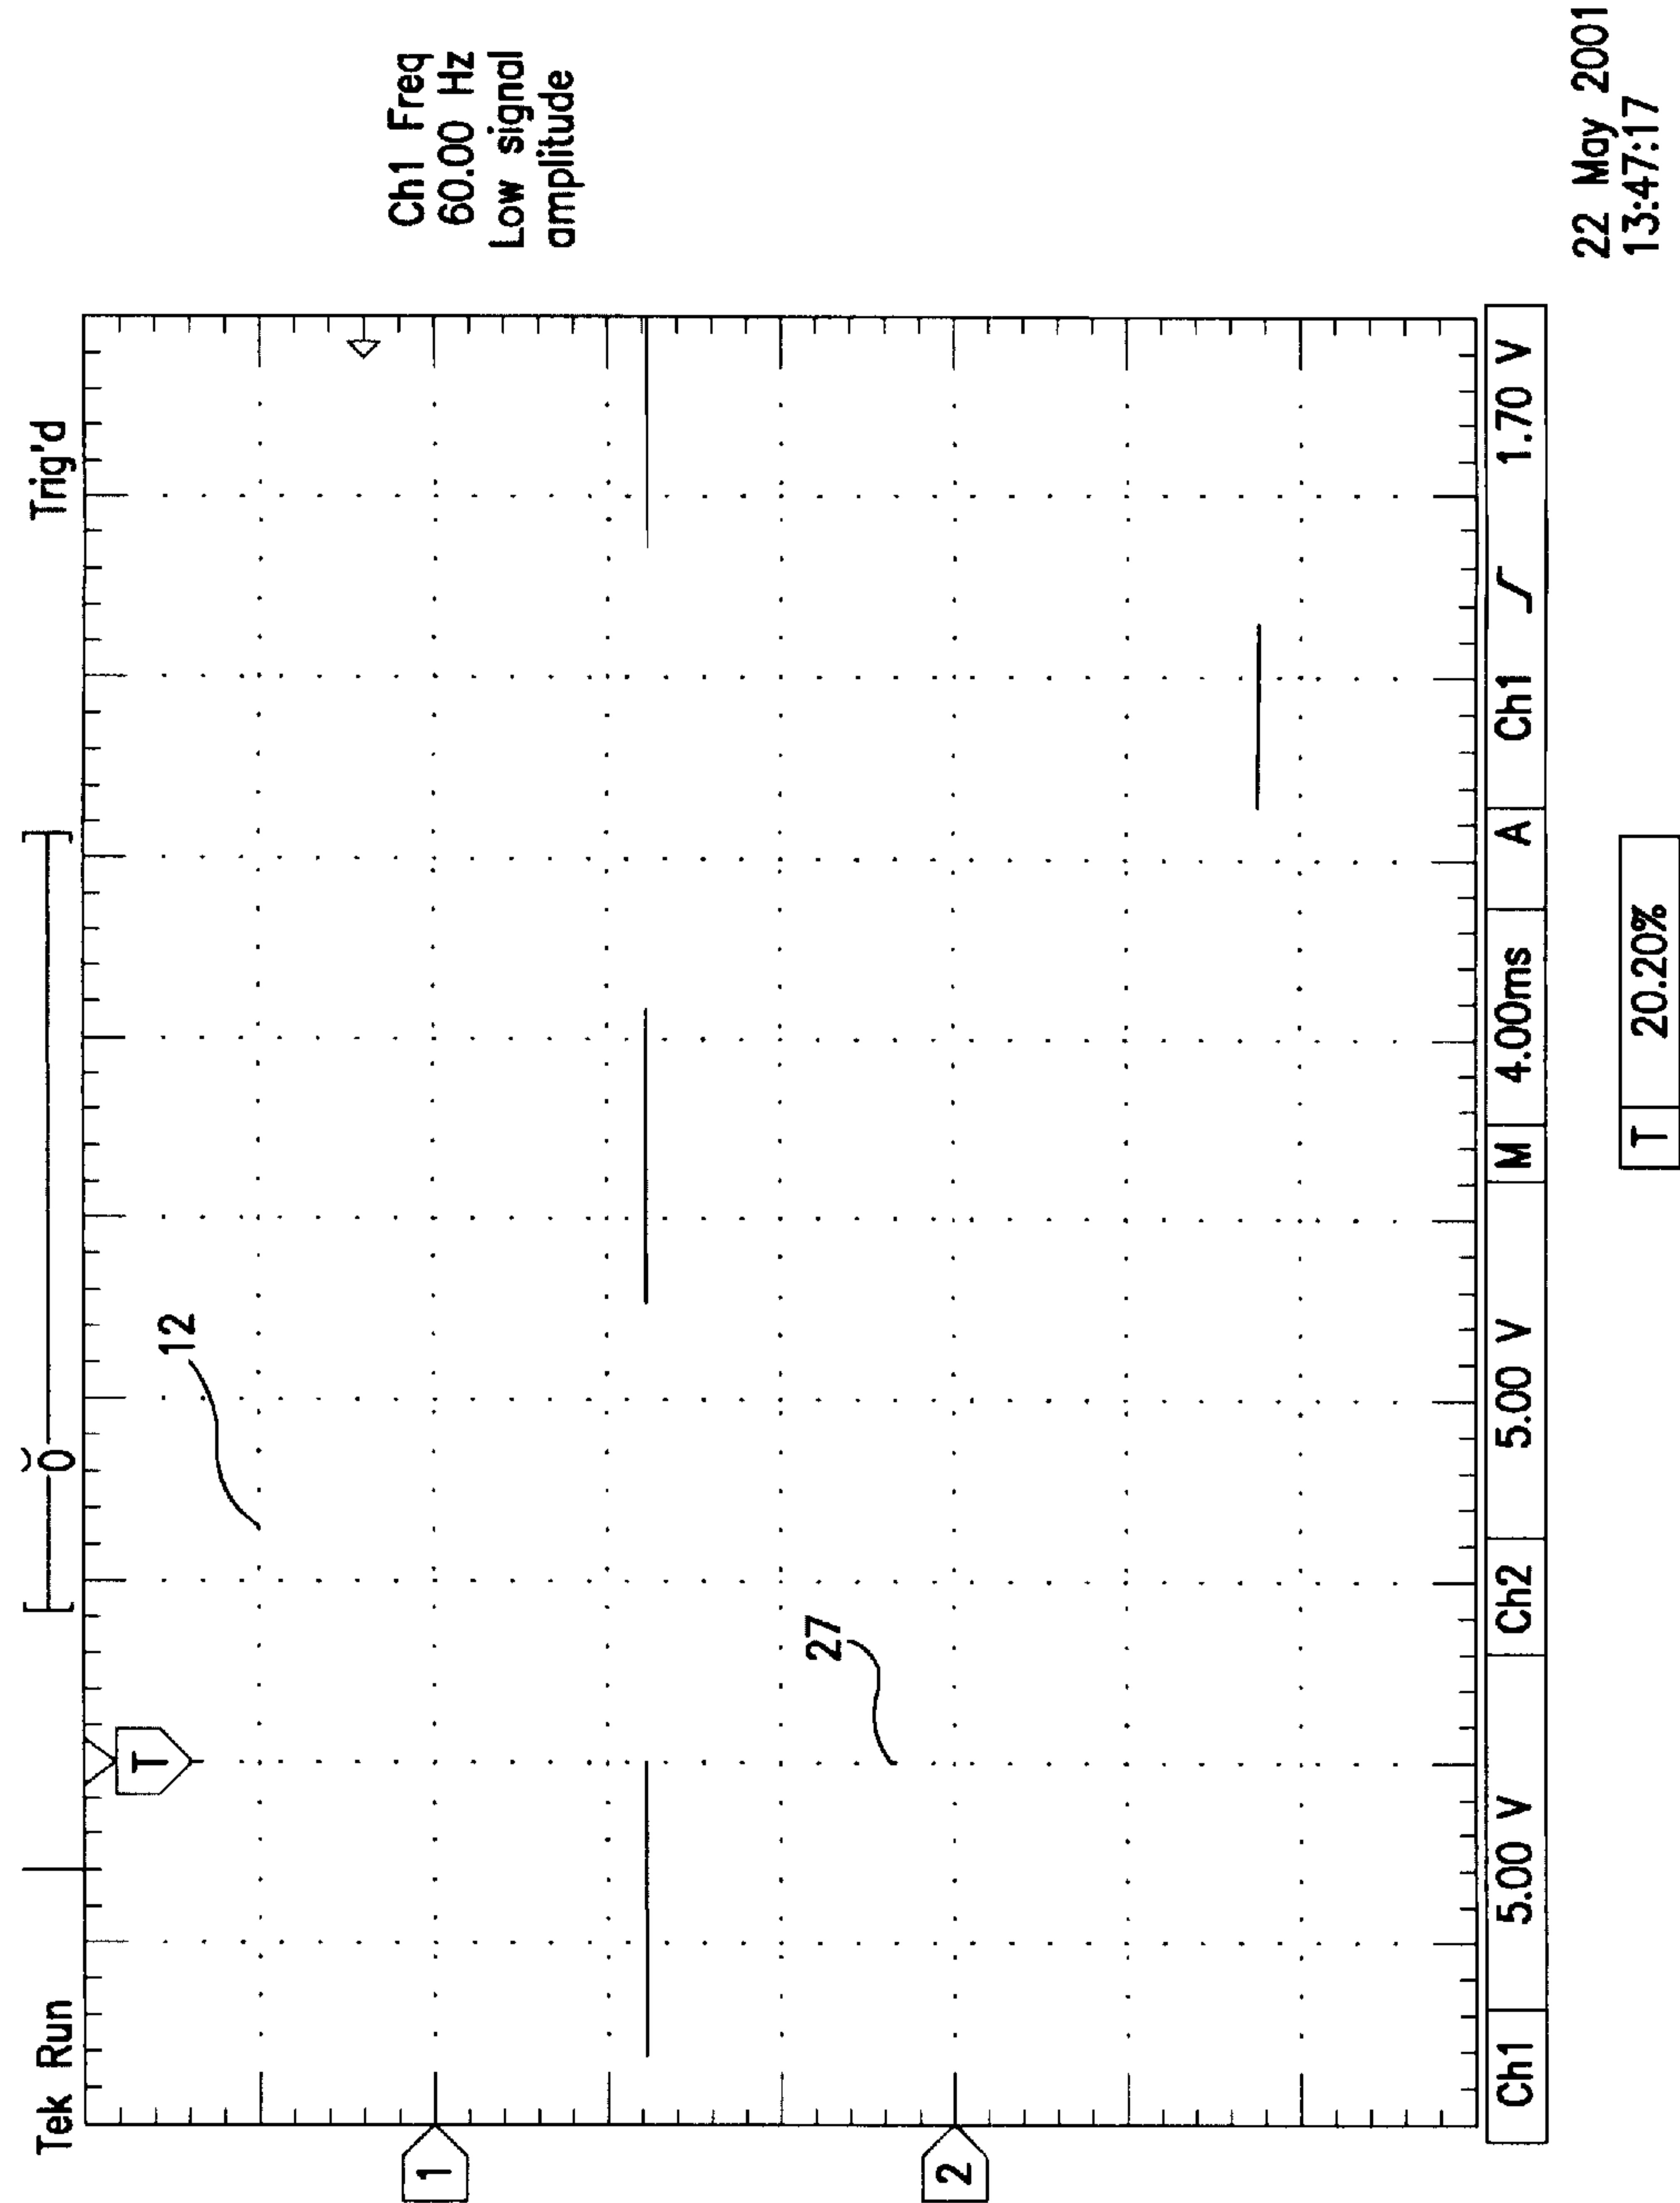 Tek Run
Trig'd
T
12
27
1
2
Ch1 Freq
60.00 Hz
Low signal
amplitude
Ch1 5.00 V Ch2 5.00 V M 4.00ms A Ch1 1.70 V
T 20.20%
22 May 2001
13:47:17